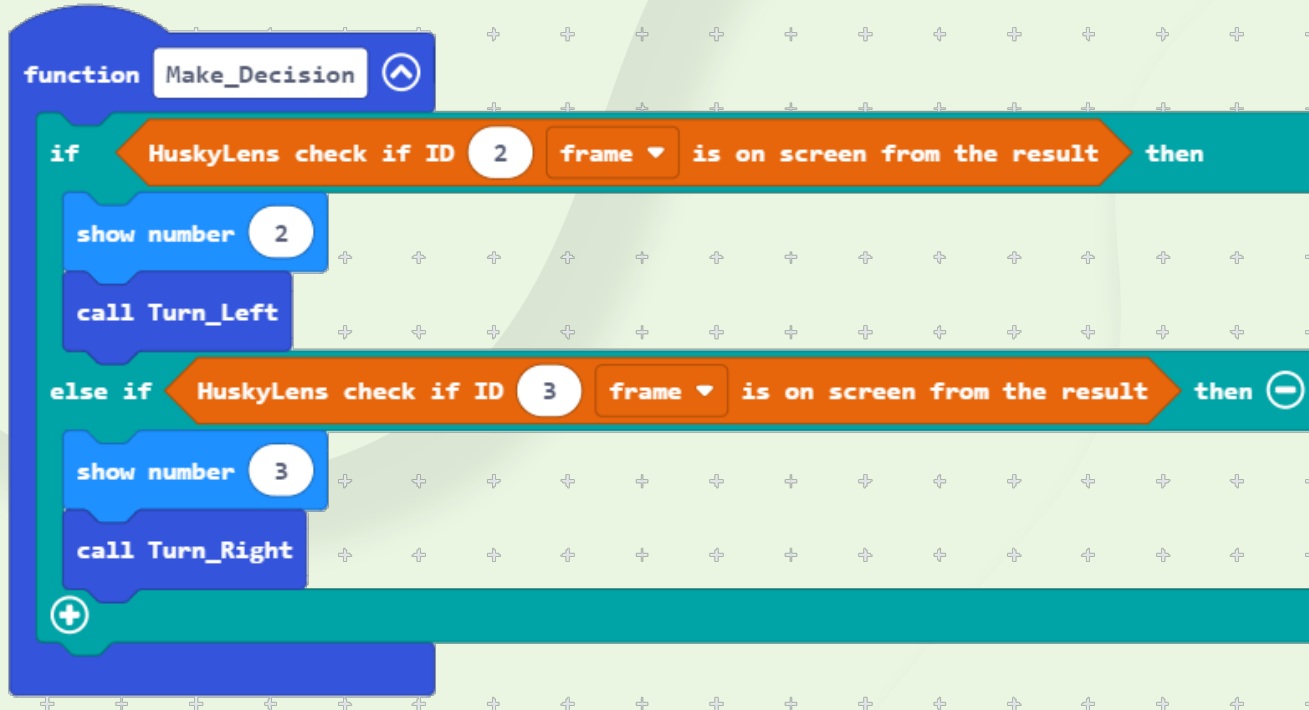 function Make_Decision
if HuskyLens check if ID 2 frame is on screen from the result then
show number 2
call Turn_Left
else if HuskyLens check if ID 3 frame is on screen from the result then
show number 3
call Turn_Right